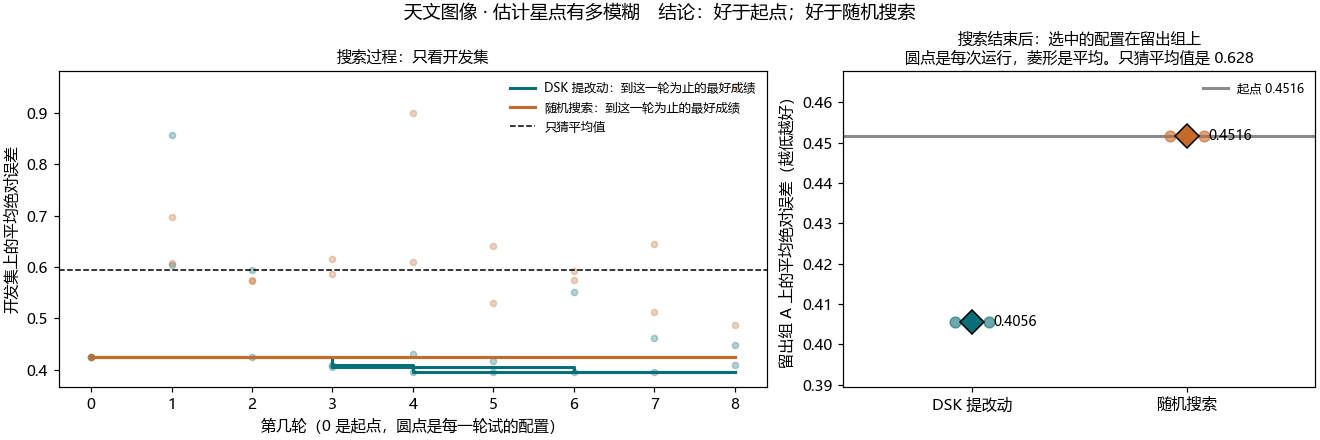 天文图像 · 估计星点有多模糊 结论：好于起点；好于随机搜索
搜索过程：只看开发集
开发集上的平均绝对误差
0.9
0.8
0.7
0.6
0.5
0.4
DSK 提改动：到这一轮为止的最好成绩
随机搜索：到这一轮为止的最好成绩
只猜平均值
0 1 2 3 4 5 6 7 8
第几轮（0 是起点，圆点是每一轮试的配置）
搜索结束后：选中的配置在留出组上
圆点是每次运行，菱形是平均。只猜平均值是 0.628
留出组 A 上的平均绝对误差（越低越好）
0.46
0.45
0.44
0.43
0.42
0.41
0.40
0.39
起点 0.4516
0.4516
0.4056
DSK 提改动 随机搜索